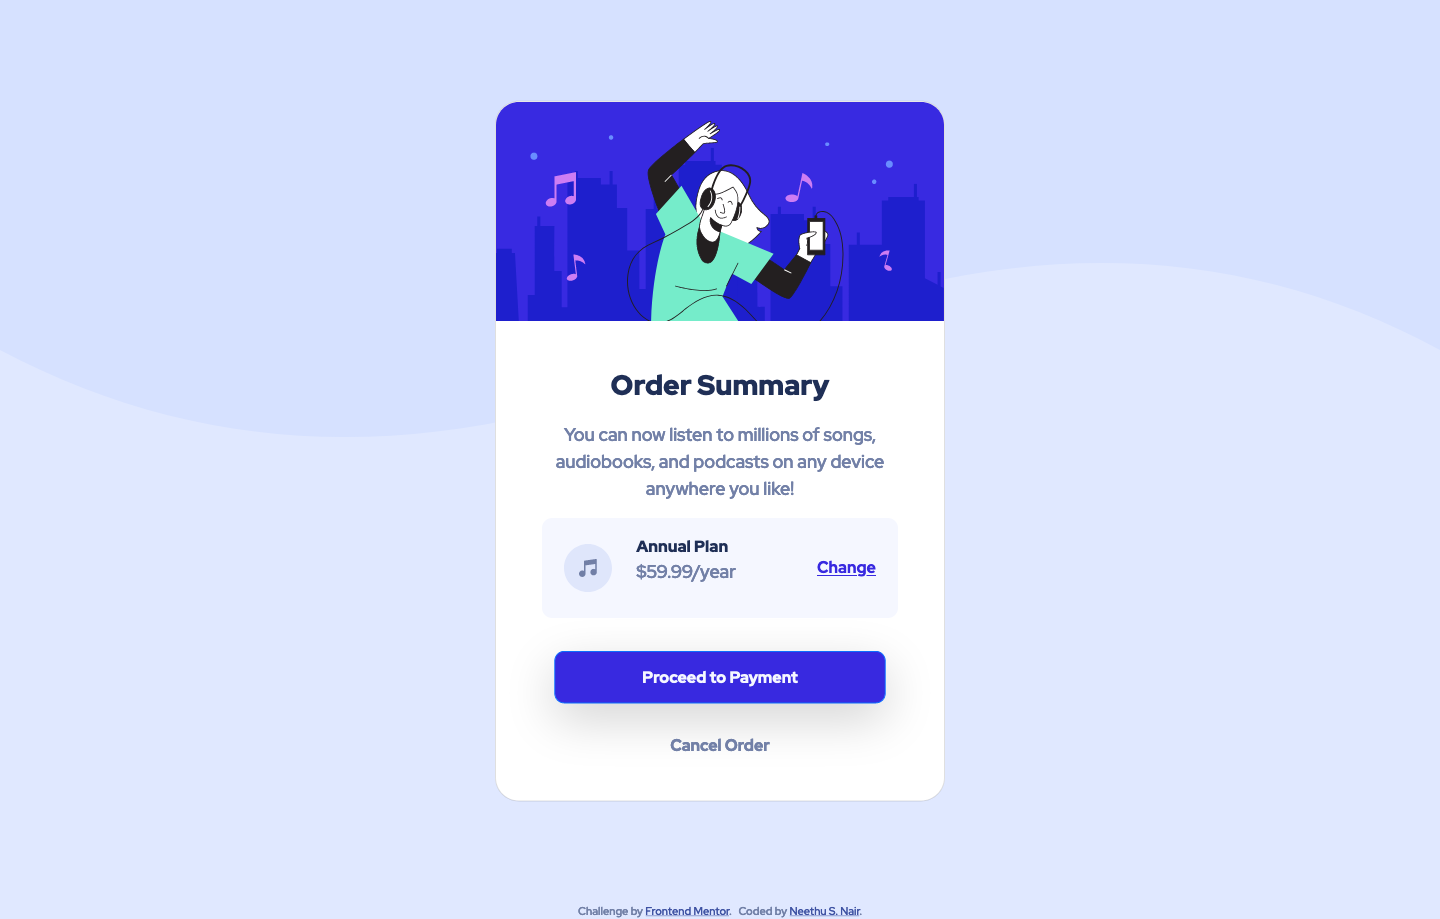 Order Summary
You can now listen to millions of songs,
audiobooks, and podcasts on any device
anywhere you like!
Annual Plan
$59.99/year
Change
Proceed to Payment
Cancel Order
Challenge by Frontend Mentor. Coded by Neethu S. Nair.